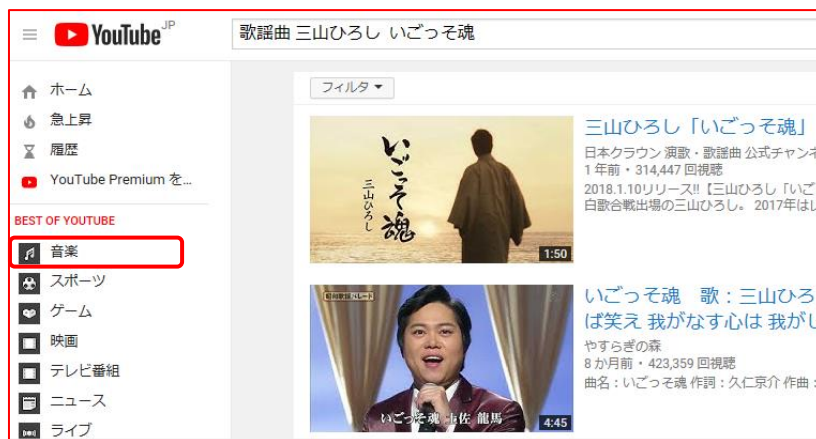 YouTube JP
歌謡曲 三山ひろし いごっそ魂
ホーム
急上昇
履歴
YouTube Premium を...
BEST OF YOUTUBE
音楽
スポーツ
ゲーム
映画
テレビ番組
ニュース
ライブ
フィルタ
いごっそ魂
三山ひろし
1:50
三山ひろし「いごっそ魂」
日本クラウン 演歌・歌謡曲 公式チャンネ
1 年前・314,447 回視聴
2018.1.10リリース!!【三山ひろし「いご
白歌合戦出場の三山ひろし。 2017年はし
昭和歌謡パレード
いごっそ魂 土佐 龍馬
4:45
いごっそ魂 歌：三山ひろ
ば笑え 我がなす心は 我がし
やすらぎの森
8 か月前・423,359 回視聴
曲名：いごっそ魂 作詞：久仁京介 作曲：